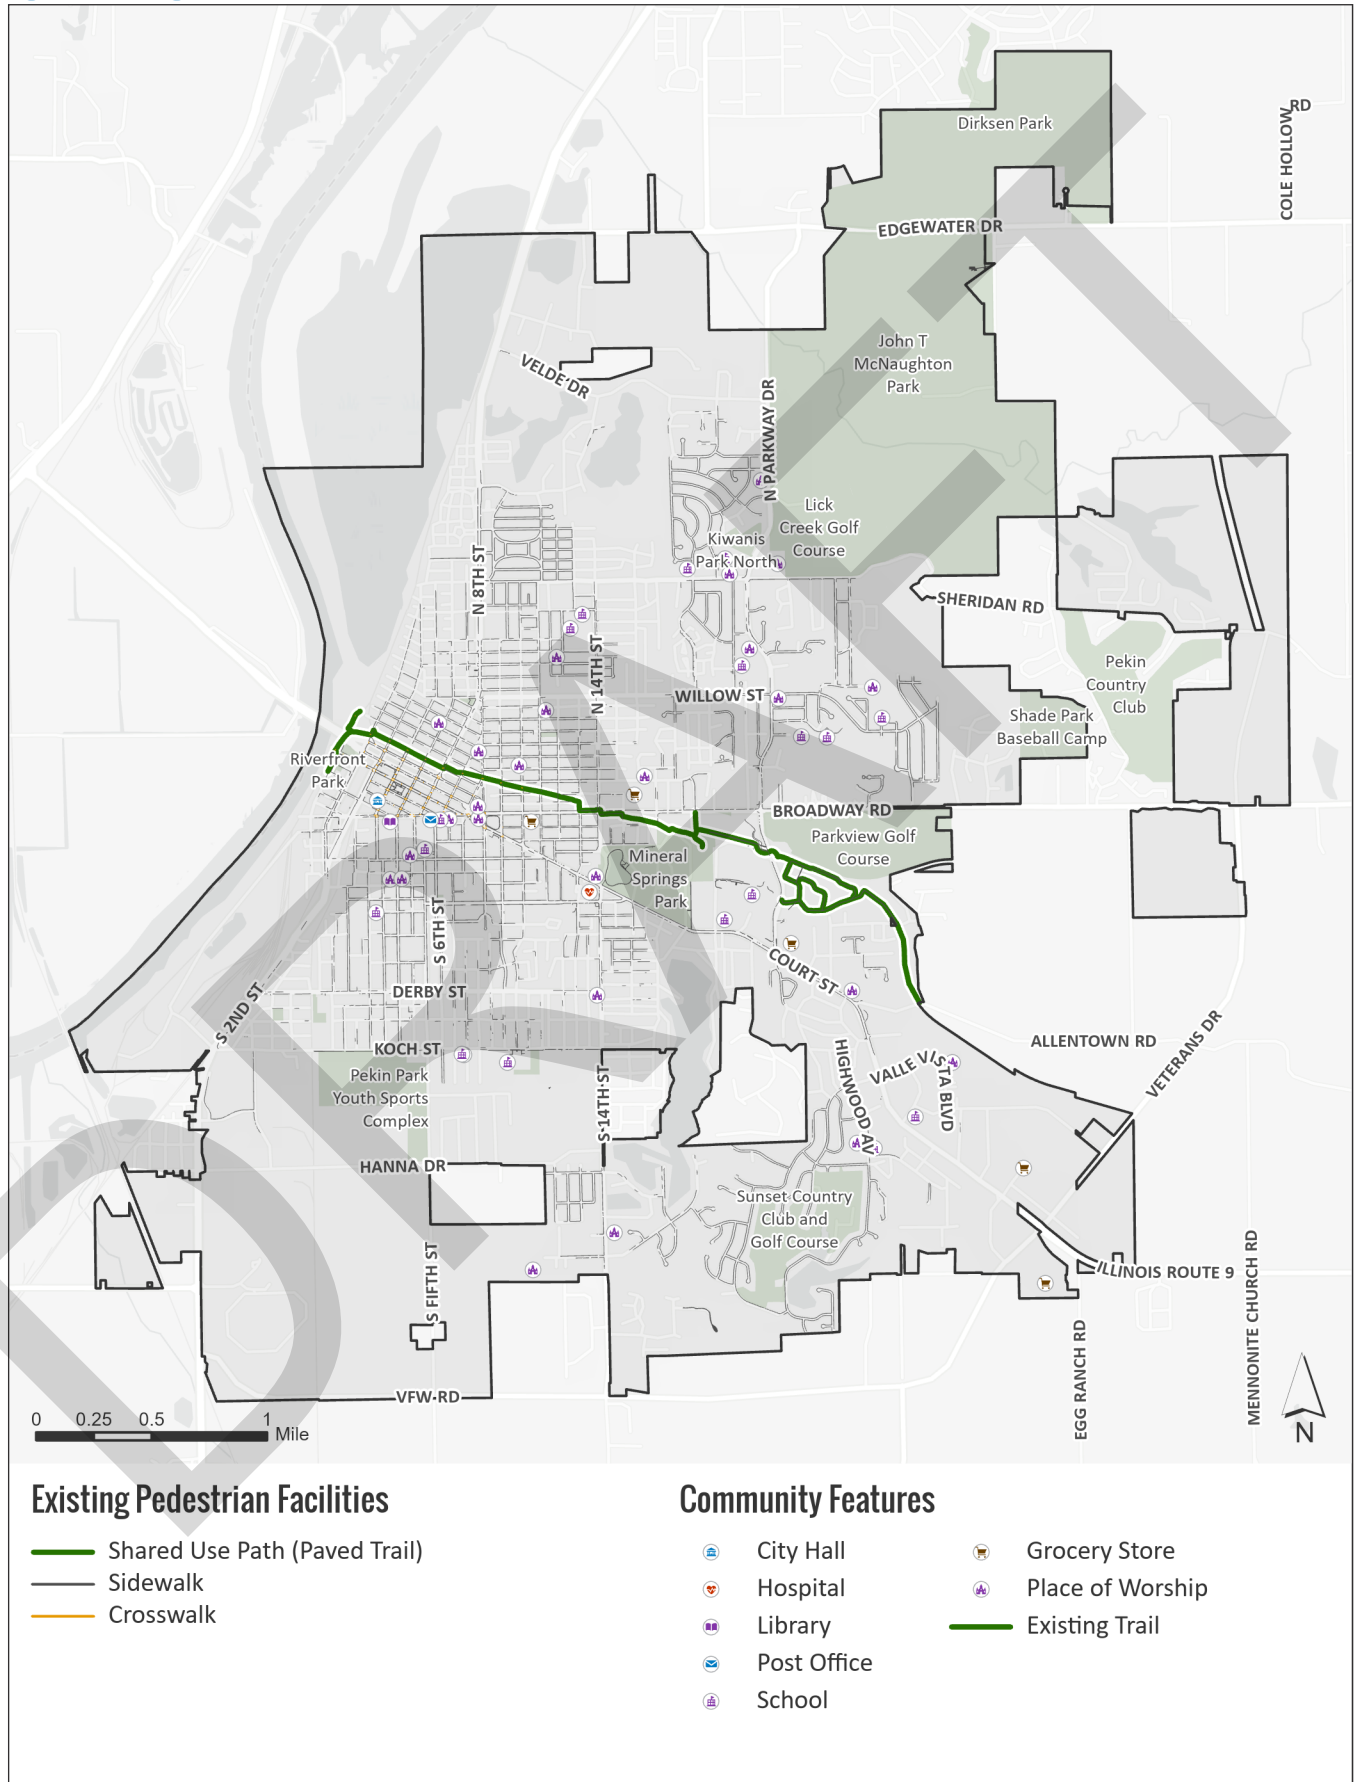 Dirksen Park
COLE HOLLOW RD
EDGEWATER DR
John T
McNaughton
Park
VELDE DR
N PARKWAY DR
Lick
Creek Golf
Course
Kiwanis
Park North
N 8TH ST
SHERIDAN RD
N 14TH ST
Pekin
Country
Club
WILLOW ST
Shade Park
Baseball Camp
Riverfront
Park
BROADWAY RD
Parkview Golf
Course
Mineral
Springs
Park
S 6TH ST
COURT ST
DERBY ST
S 2ND ST
ALLENTOWN RD
VETERANS DR
KOCH ST
HIGHWOOD AV
VALLE VISTA BLVD
Pekin Park
Youth Sports
Complex
S 14TH ST
HANNA DR
Sunset Country
Club and
Golf Course
S FIFTH ST
ILLINOIS ROUTE 9
MENNONITE CHURCH RD
EGG RANCH RD
VFW RD
0 0.25 0.5 1
Mile
N
DRAFT
Existing Pedestrian Facilities
Shared Use Path (Paved Trail)
Sidewalk
Crosswalk
Community Features
City Hall
Hospital
Library
Post Office
School
Grocery Store
Place of Worship
Existing Trail